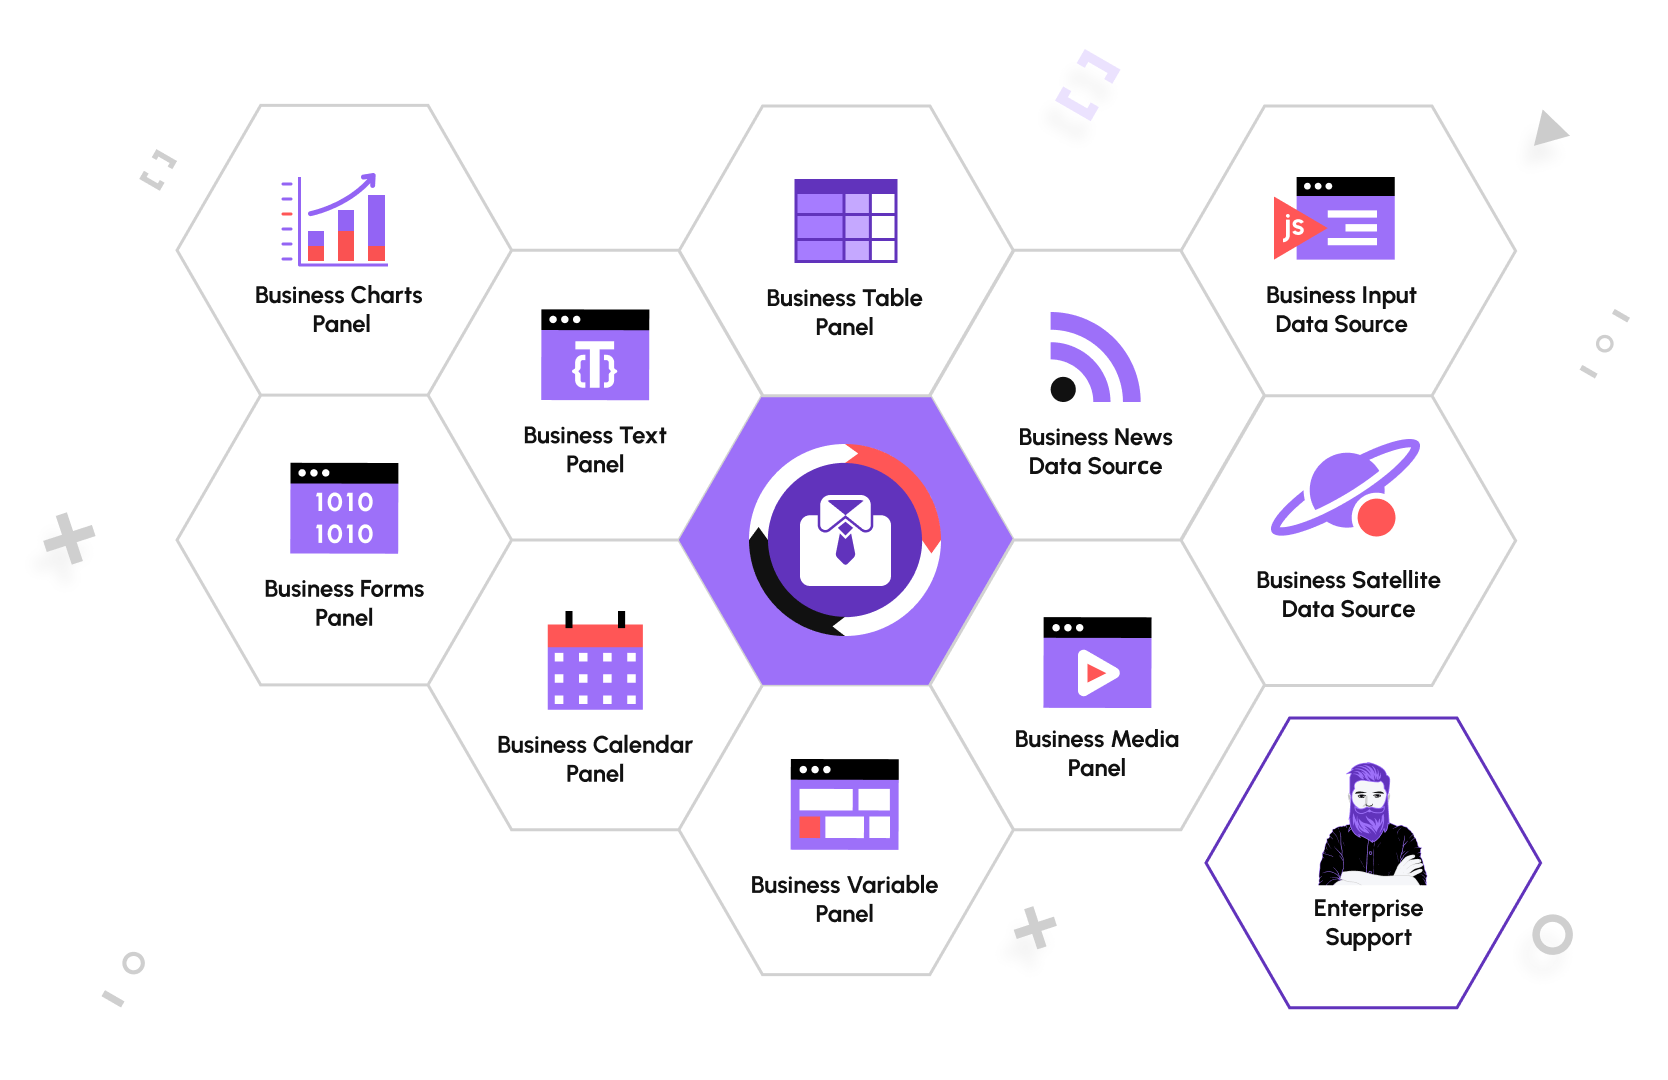 Business Charts
Panel
Business Table
Panel
js
Business Input
Data Source
Business Text
Panel
{T}
Business News
Data Source
1010
1010
Business Forms
Panel
Business Satellite
Data Source
Business Calendar
Panel
Business Media
Panel
Business Variable
Panel
Enterprise
Support